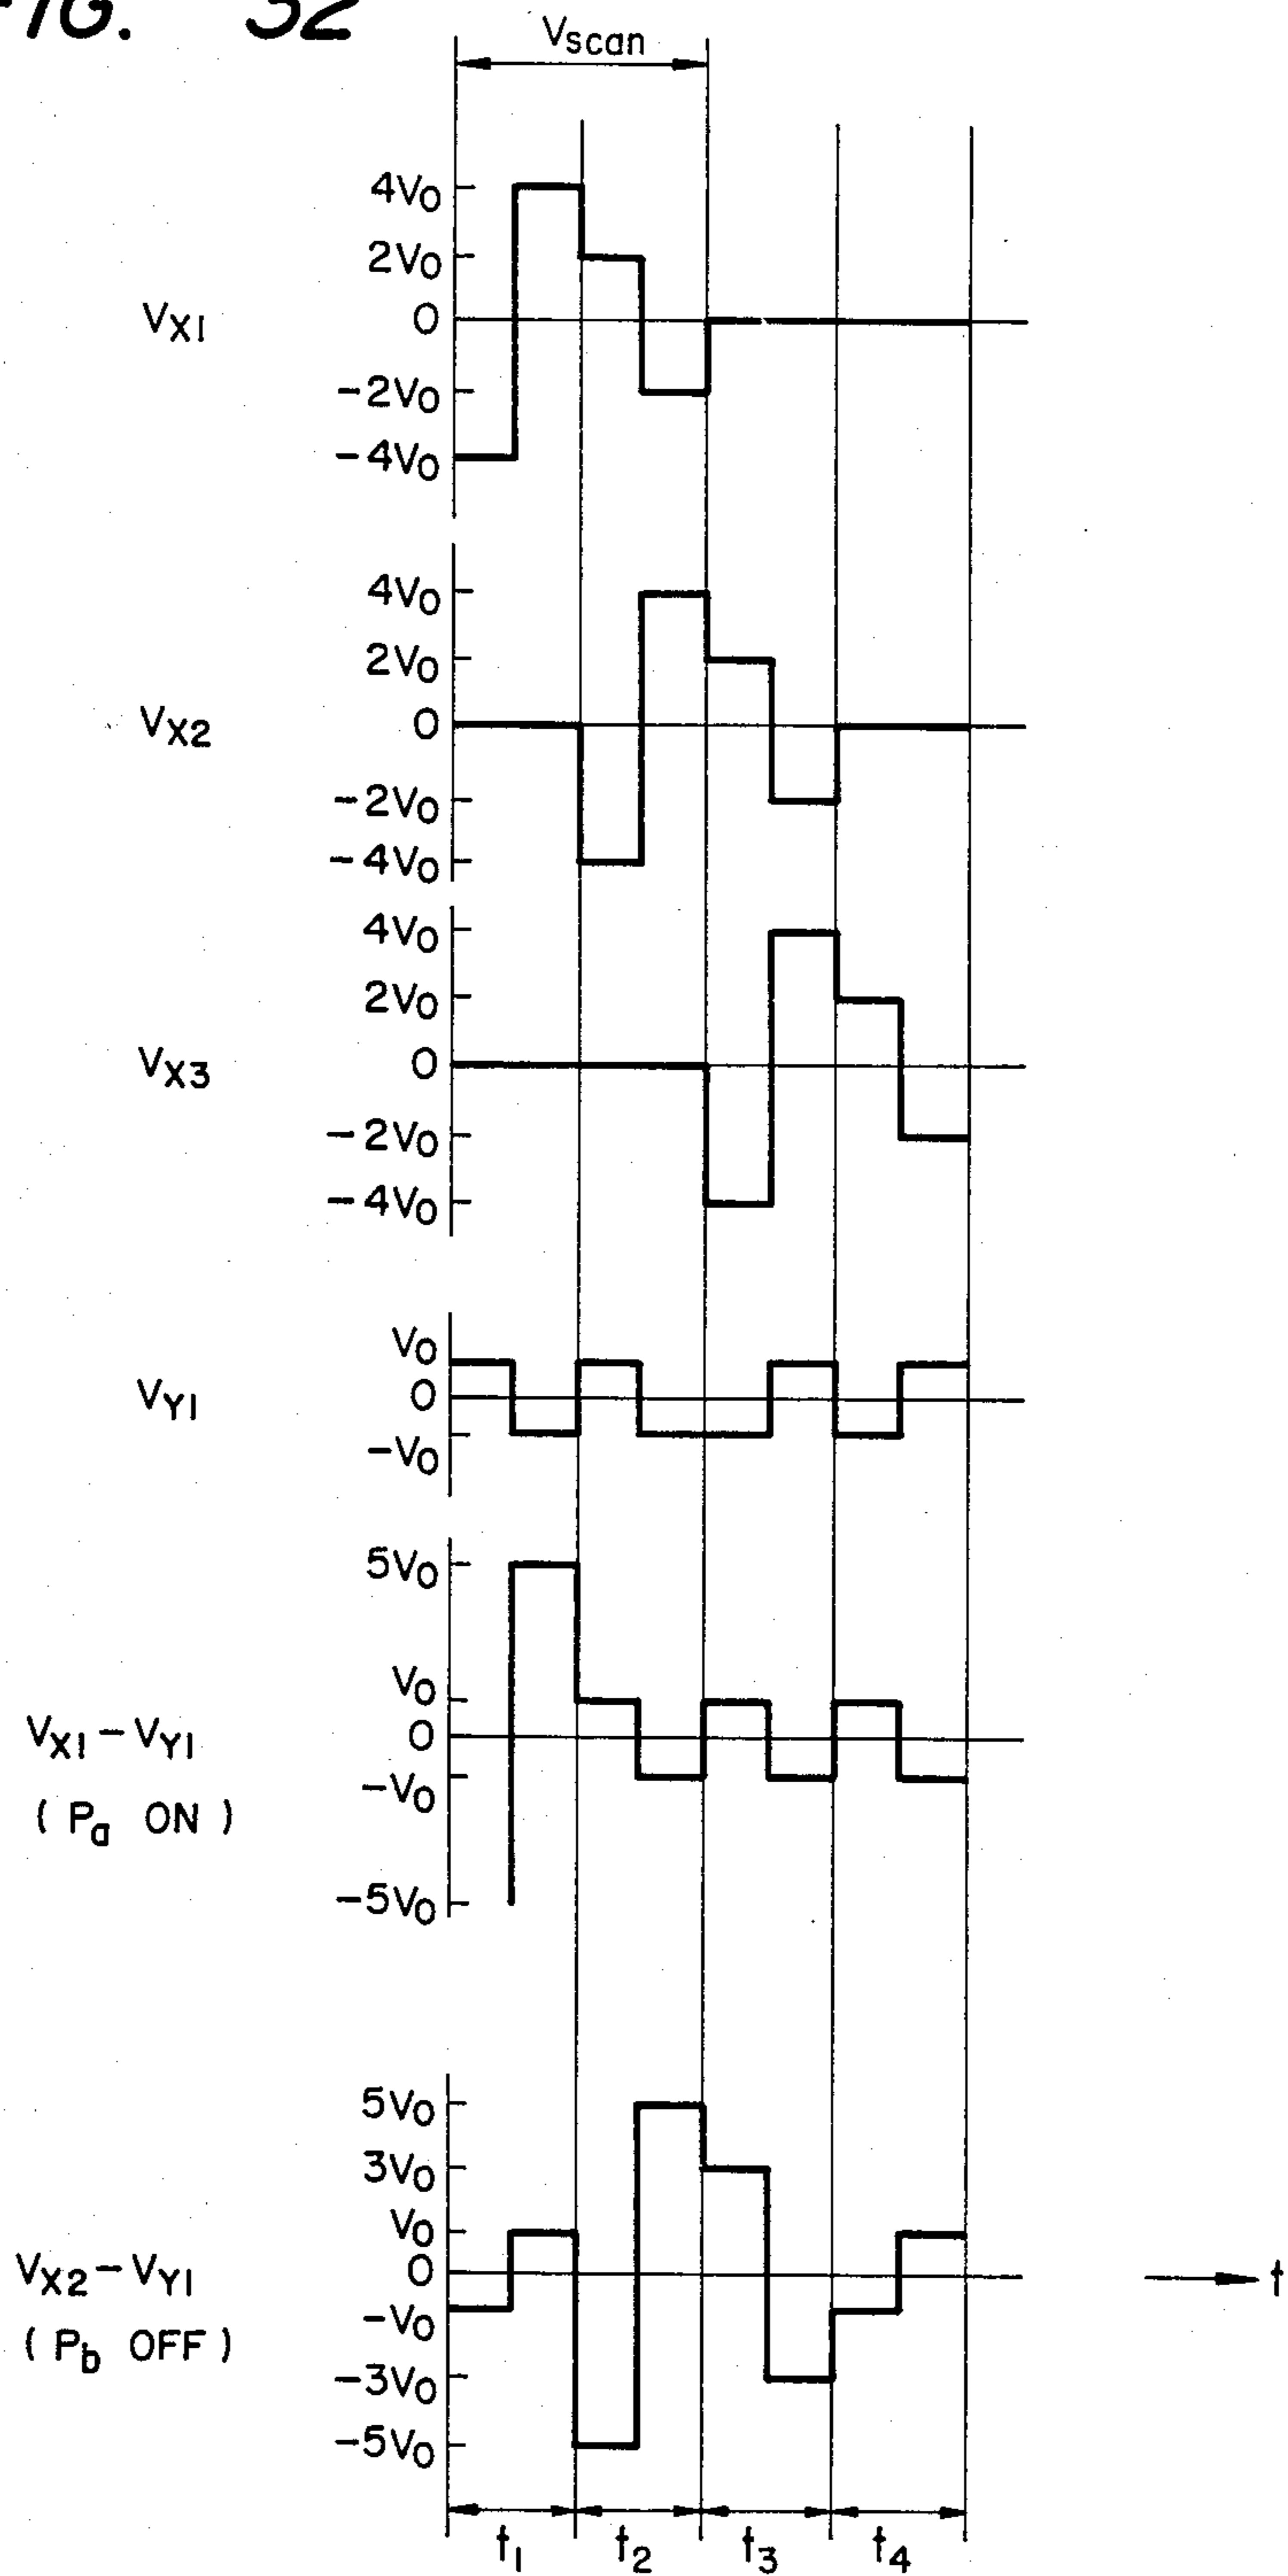 FIG. 32
Vscan
4V0
2V0
0
-2V0
-4V0
VX1
4V0
2V0
0
-2V0
-4V0
VX2
4V0
2V0
0
-2V0
-4V0
VX3
V0
0
-V0
VY1
5V0
V0
0
-V0
-5V0
VX1-VY1
(Pa ON)
5V0
3V0
V0
0
-V0
-3V0
-5V0
VX2-VY1
(Pb OFF)
t
t1 t2 t3 t4